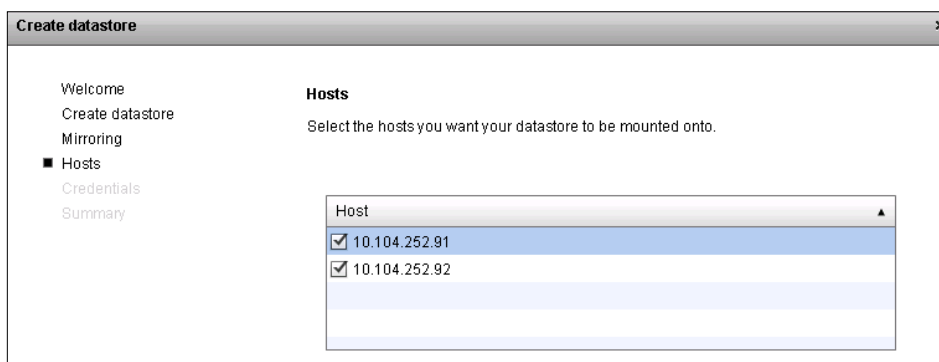 Create datastore
Welcome
Create datastore
Mirroring
Hosts
Credentials
Summary
Hosts
Select the hosts you want your datastore to be mounted onto.
Host
10.104.252.91
10.104.252.92